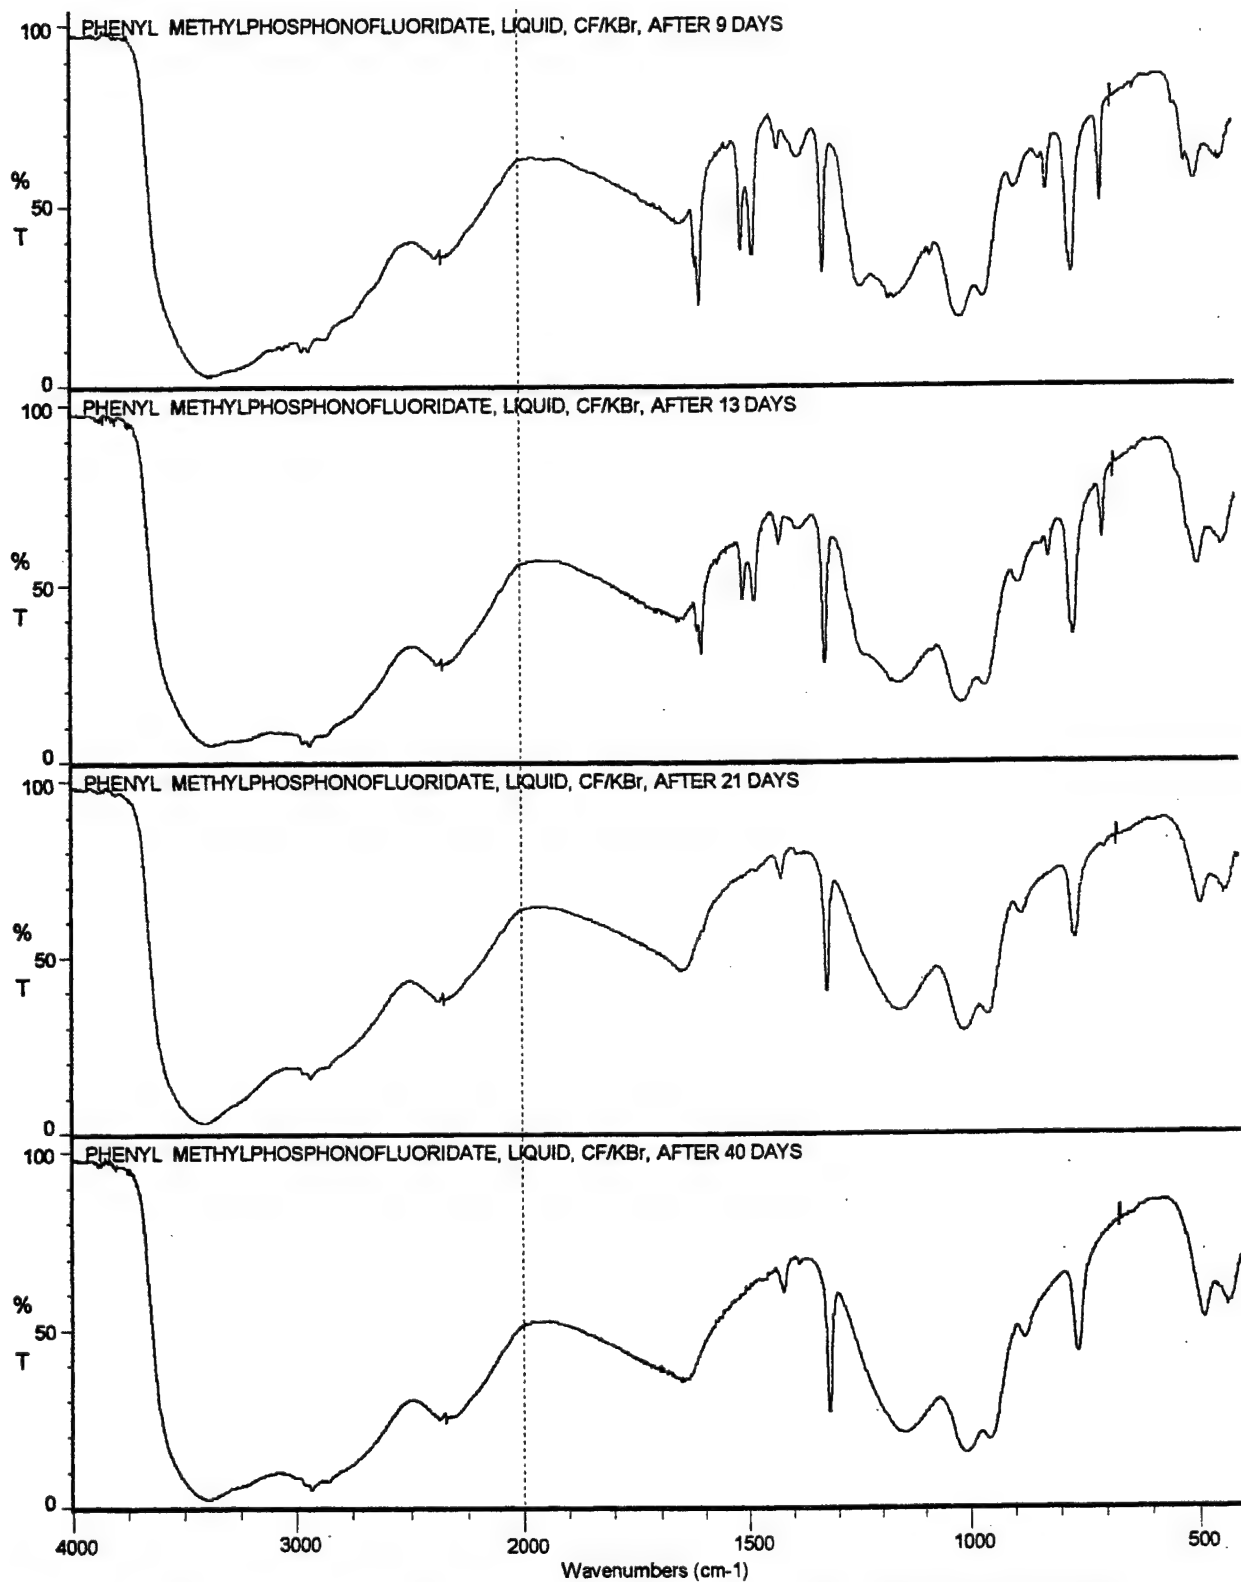 PHENYL METHYLPHOSPHONOFLUORIDATE, LIQUID, CF/KBr, AFTER 9 DAYS
100
%
50
T
0
PHENYL METHYLPHOSPHONOFLUORIDATE, LIQUID, CF/KBr, AFTER 13 DAYS
100
%
50
T
0
PHENYL METHYLPHOSPHONOFLUORIDATE, LIQUID, CF/KBr, AFTER 21 DAYS
100
%
50
T
0
PHENYL METHYLPHOSPHONOFLUORIDATE, LIQUID, CF/KBr, AFTER 40 DAYS
100
%
50
T
0
4000 3000 2000 1500 1000 500
Wavenumbers (cm-1)